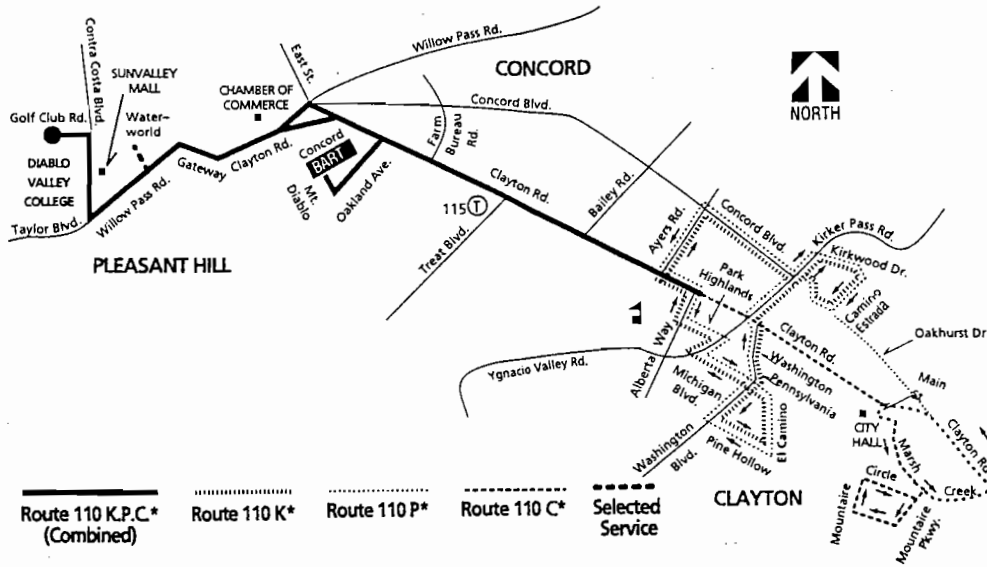 Contra Costa
Blvd.
SUNVALLEY
MALL
Golf Club Rd.
Water-
world
DIABLO
VALLEY
COLLEGE
Taylor Blvd.
Willow Pass Rd.
PLEASANT HILL
Gateway
Clayton Rd.
CHAMBER OF
COMMERCE
East St.
Willow Pass Rd.
CONCORD
Concord Blvd.
NORTH
Concord
BART
Mt.
Diablo
Oakland Ave.
Farm
Bureau
Rd.
Clayton Rd.
115 T
Treat Blvd.
Bailey Rd.
Ayers Rd.
Concord Blvd.
Kirker Pass Rd.
Kirkwood Dr.
Park
Highlands
Camino
Estrada
Oakhurst Dr
Alberta Way
Ygnacio Valley Rd.
Michigan
Blvd.
Clayton Rd.
Washington
Pennsylvania
Main
St.
El Camino
Pine Hollow
Washington
Blvd.
CITY
HALL
Marsh
Creek
Clayton Rd
CLAYTON
Circle
Mountaire
Mountaire
Pkwy.
Route 110 K.P.C.*
(Combined)
Route 110 K*
Route 110 P*
Route 110 C*
Selected
Service